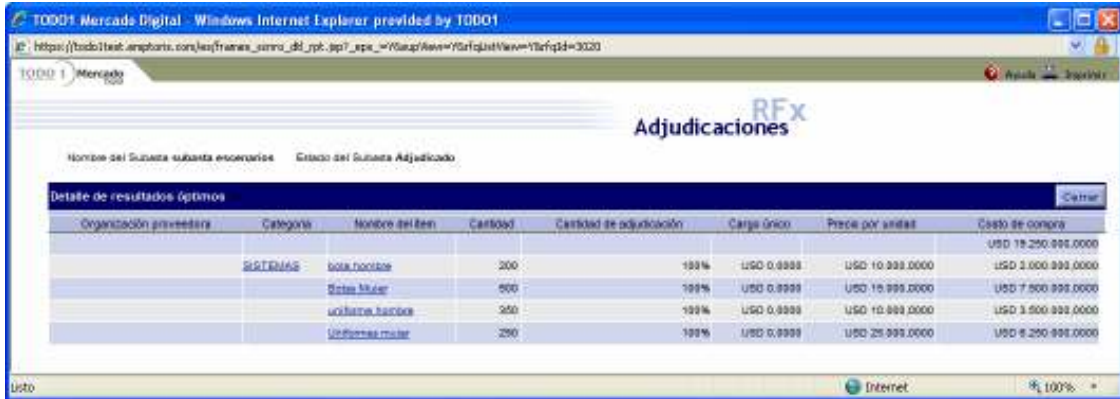 TODO1 Mercado Digital - Windows Internet Explorer provided by TODO1
TODO 1 Mercado
Ayuda Imprimir
RFx
Adjudicaciones
Nombre del Subasta subasta escenarios Estado del Subasta Adjudicado
Detalle de resultados óptimos Cerrar
Organización proveedora Categoria Nombre del ítem Cantidad Cantidad de adjudicación Cargo único Precio por unidad Costo de compra
USD 19.250.000,0000
SISTEMAS bota hombre 200 100% USD 0,0000 USD 10.000,0000 USD 2.000.000,0000
Botas Mujer 500 100% USD 0,0000 USD 15.000,0000 USD 7.500.000,0000
uniforme hombre 350 100% USD 0,0000 USD 10.000,0000 USD 3.500.000,0000
Uniformes mujer 250 100% USD 0,0000 USD 25.000,0000 USD 6.250.000,0000
Listo Internet 100%